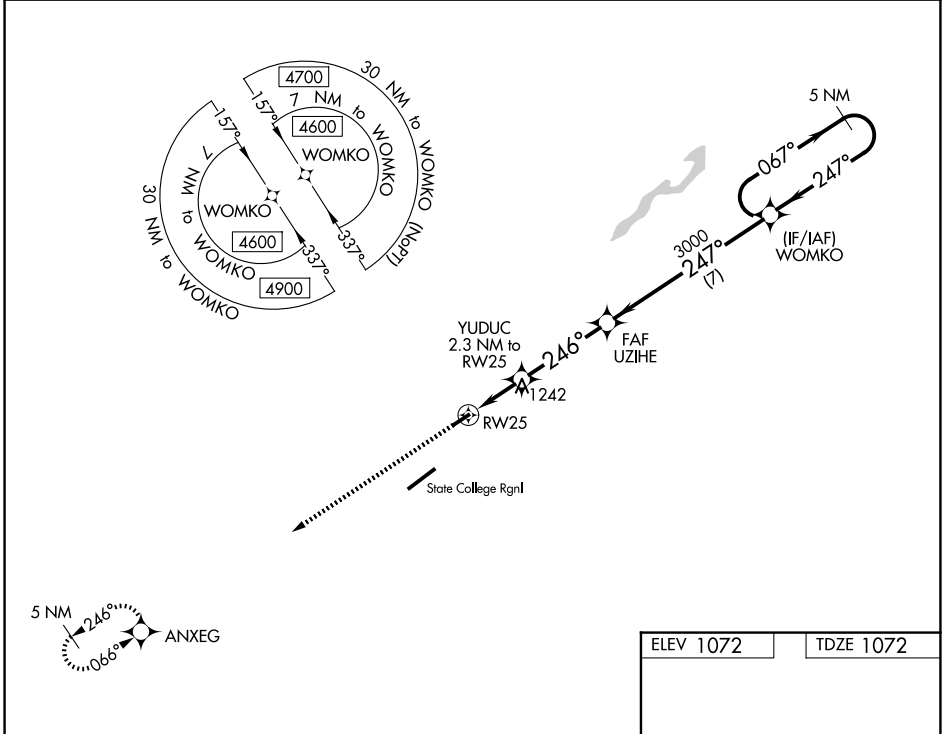 4700
30 NM to WOMKO (NoPT)
157°
7 NM to WOMKO
4600
WOMKO
337°
157°
7 NM to WOMKO
30 NM to WOMKO
WOMKO
4600
337°
4900
5 NM
067°
247°
(IF/IAF)
WOMKO
3000
247°
(7)
FAF
UZIHE
246°
YUDUC
2.3 NM to
RW25
1242
RW25
State College Rgnl
5 NM
246°
066°
ANXEG
ELEV 1072
TDZE 1072